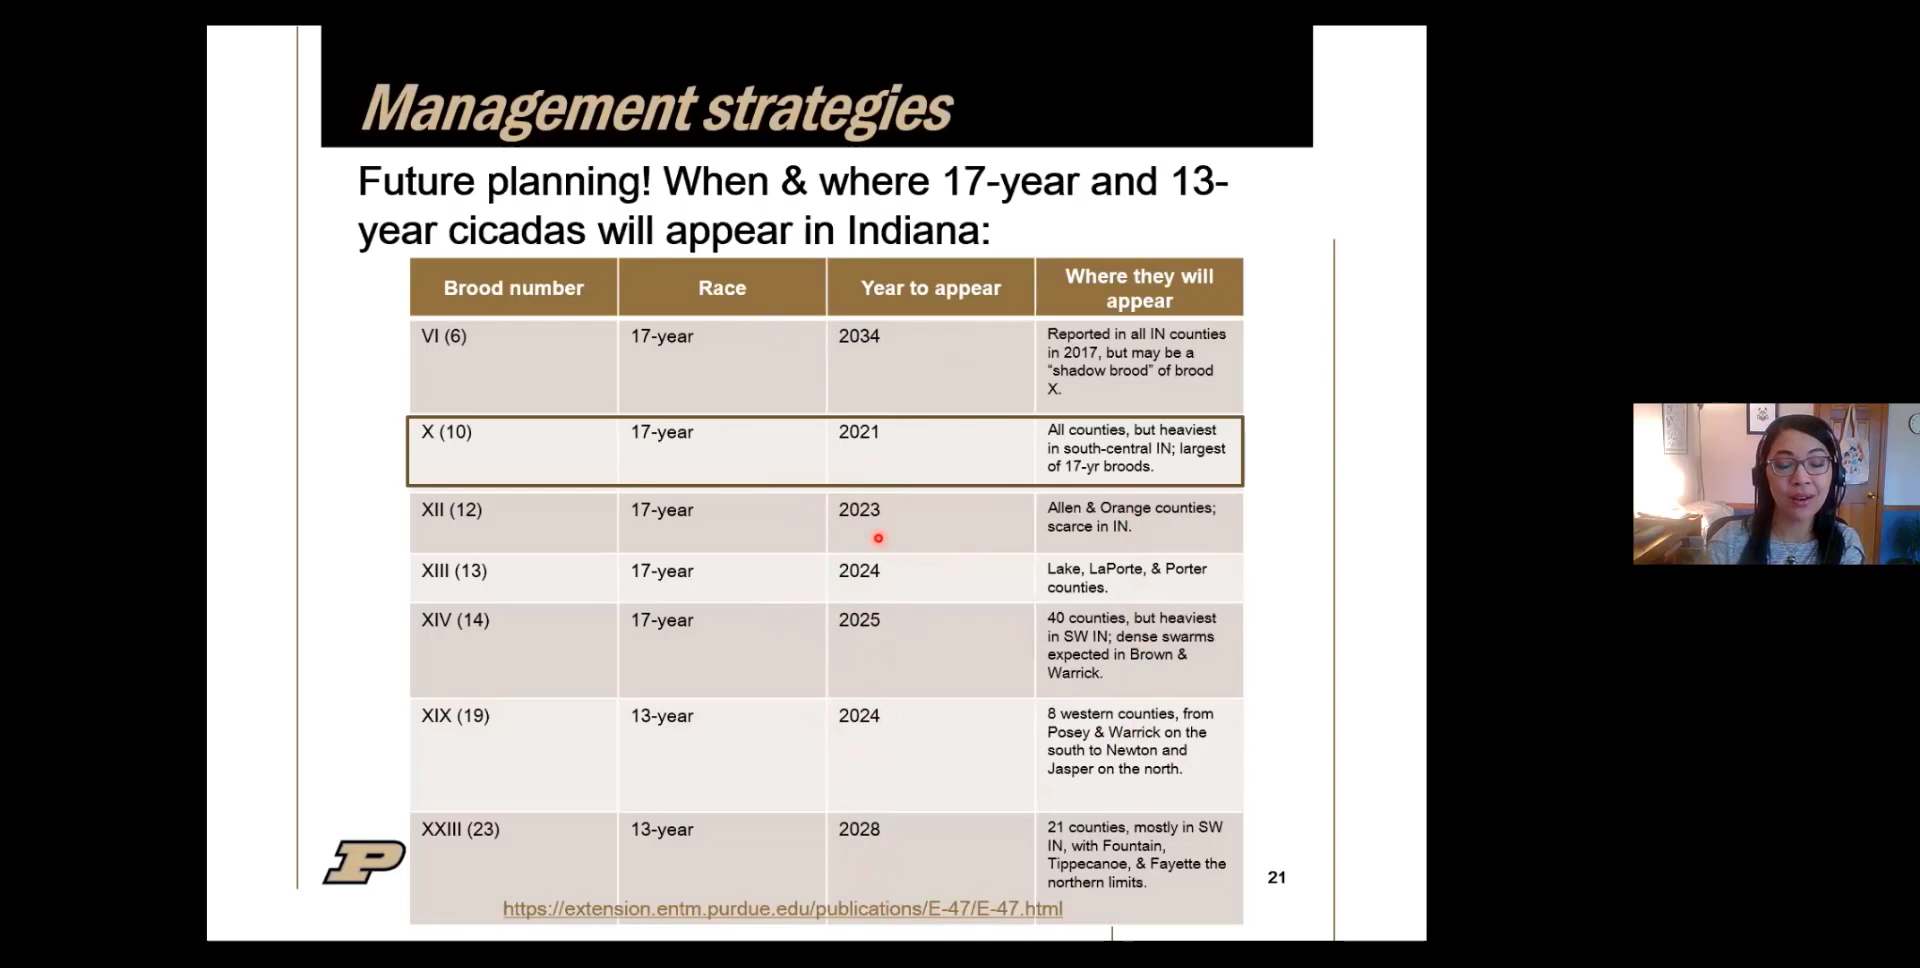 Management strategies
Future planning! When & where 17-year and 13-
year cicadas will appear in Indiana:
Brood number
Race
Year to appear
Where they will
appear
VI (6)
17-year
2034
Reported in all IN counties
in 2017, but may be a
"shadow brood" of brood
X.
X (10)
17-year
2021
All counties, but heaviest
in south-central IN; largest
of 17-yr broods.
XII (12)
17-year
2023
Allen & Orange counties;
scarce in IN.
XIII (13)
17-year
2024
Lake, LaPorte, & Porter
counties.
XIV (14)
17-year
2025
40 counties, but heaviest
in SW IN; dense swarms
expected in Brown &
Warrick.
XIX (19)
13-year
2024
8 western counties, from
Posey & Warrick on the
south to Newton and
Jasper on the north.
XXIII (23)
13-year
2028
21 counties, mostly in SW
IN, with Fountain,
Tippecanoe, & Fayette the
northern limits.
P
21
https://extension.entm.purdue.edu/publications/E-47/E-47.html